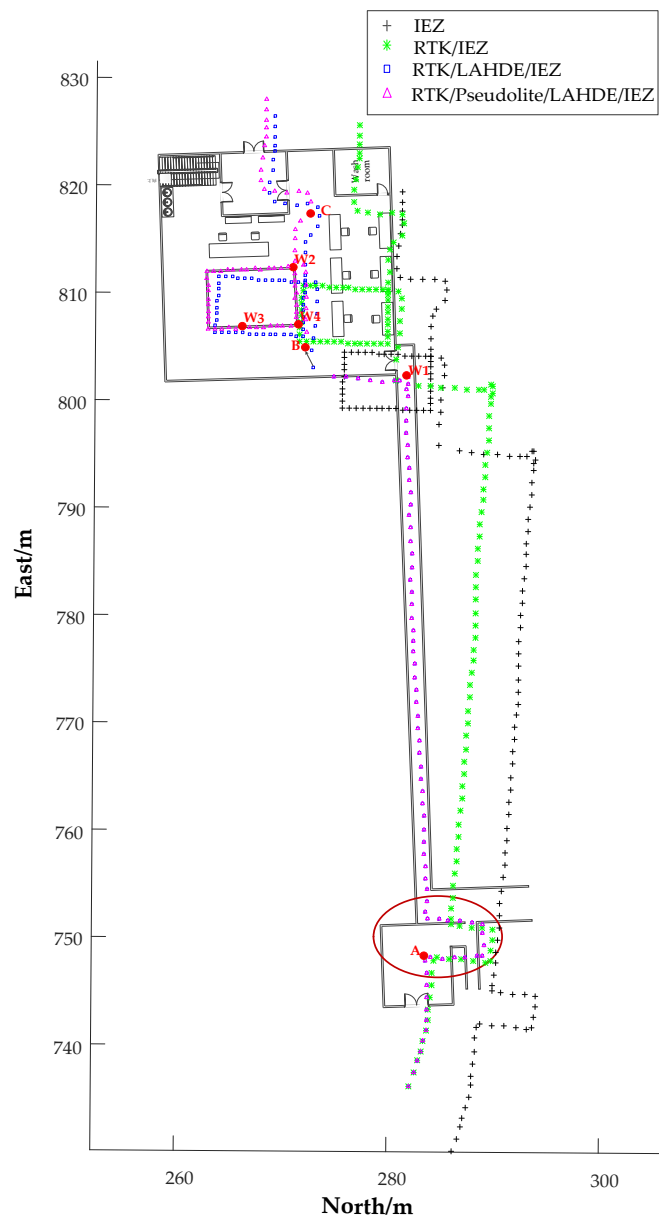 IEZ
RTK/IEZ
RTK/LAHDE/IEZ
RTK/Pseudolite/LAHDE/IEZ
830
820
810
800
790
780
770
760
750
740
East/m
Wash
room
C
W2
W3
W4
B
W1
A
260
280
300
North/m